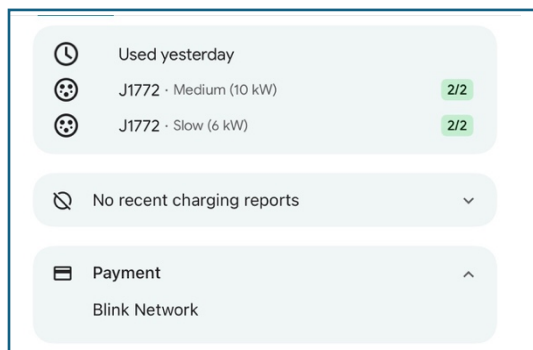 Used yesterday
J1772 · Medium (10 kW) 2/2
J1772 · Slow (6 kW) 2/2
No recent charging reports
Payment
Blink Network